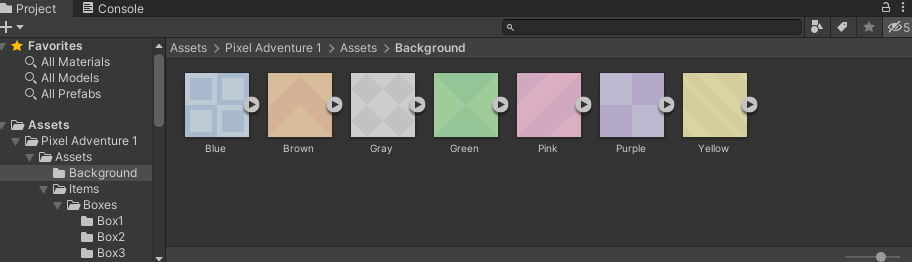 Project Console
5
Favorites
All Materials
All Models
All Prefabs
Assets
Pixel Adventure 1
Assets
Background
Items
Boxes
Box1
Box2
Box3
Assets > Pixel Adventure 1 > Assets > Background
Blue Brown Gray Green Pink Purple Yellow